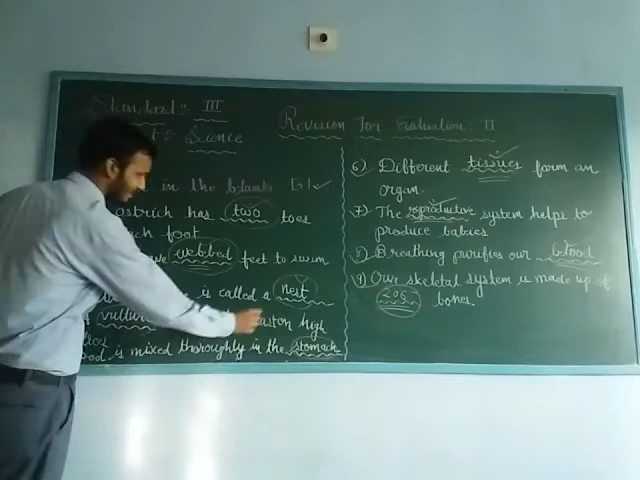 Standard: III
Science
Revision For Evaluation - II
in the blanks
ostrich has two toes
foot
webbed feet to swim
is called a nest
high
is mixed thoroughly in the stomach
6) Different tissues form an
organ.
7) The reproductive system helps to
produce babies
8) Breathing purifies our blood
9) Our skeletal system is made up of
206 bones.